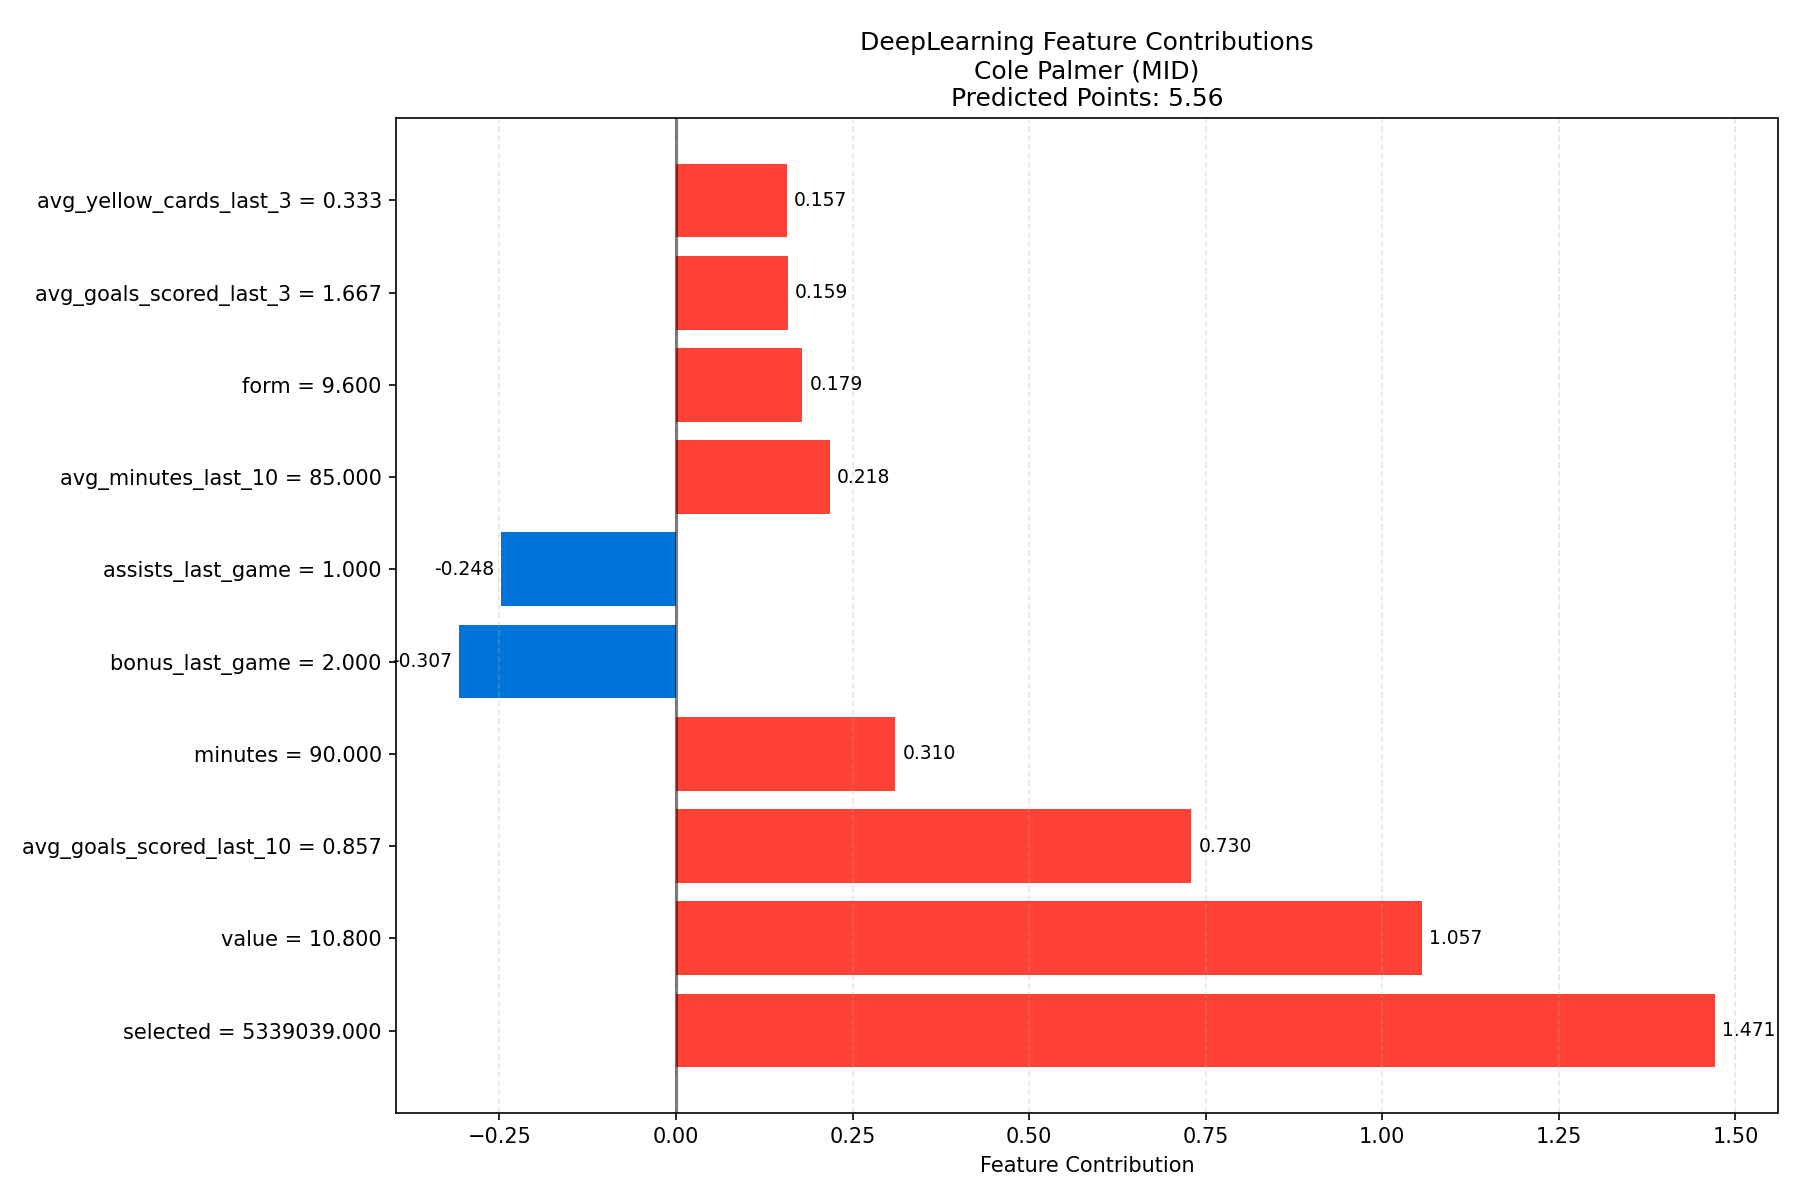 DeepLearning Feature Contributions
Cole Palmer (MID)
Predicted Points: 5.56
avg_yellow_cards_last_3 = 0.333
0.157
avg_goals_scored_last_3 = 1.667
0.159
form = 9.600
0.179
avg_minutes_last_10 = 85.000
0.218
assists_last_game = 1.000
-0.248
bonus_last_game = 2.000
-0.307
minutes = 90.000
0.310
avg_goals_scored_last_10 = 0.857
0.730
value = 10.800
1.057
selected = 5339039.000
1.471
−0.25 0.00 0.25 0.50 0.75 1.00 1.25 1.50
Feature Contribution